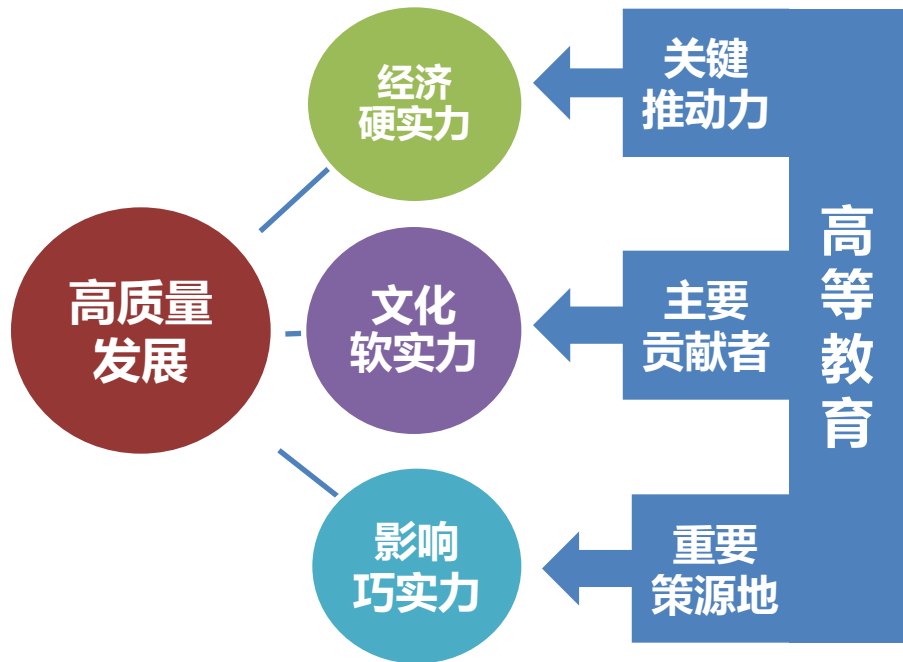 经济
硬实力
关键
推动力
高质量
发展
文化
软实力
主要
贡献者
高等教育
影响
巧实力
重要
策源地